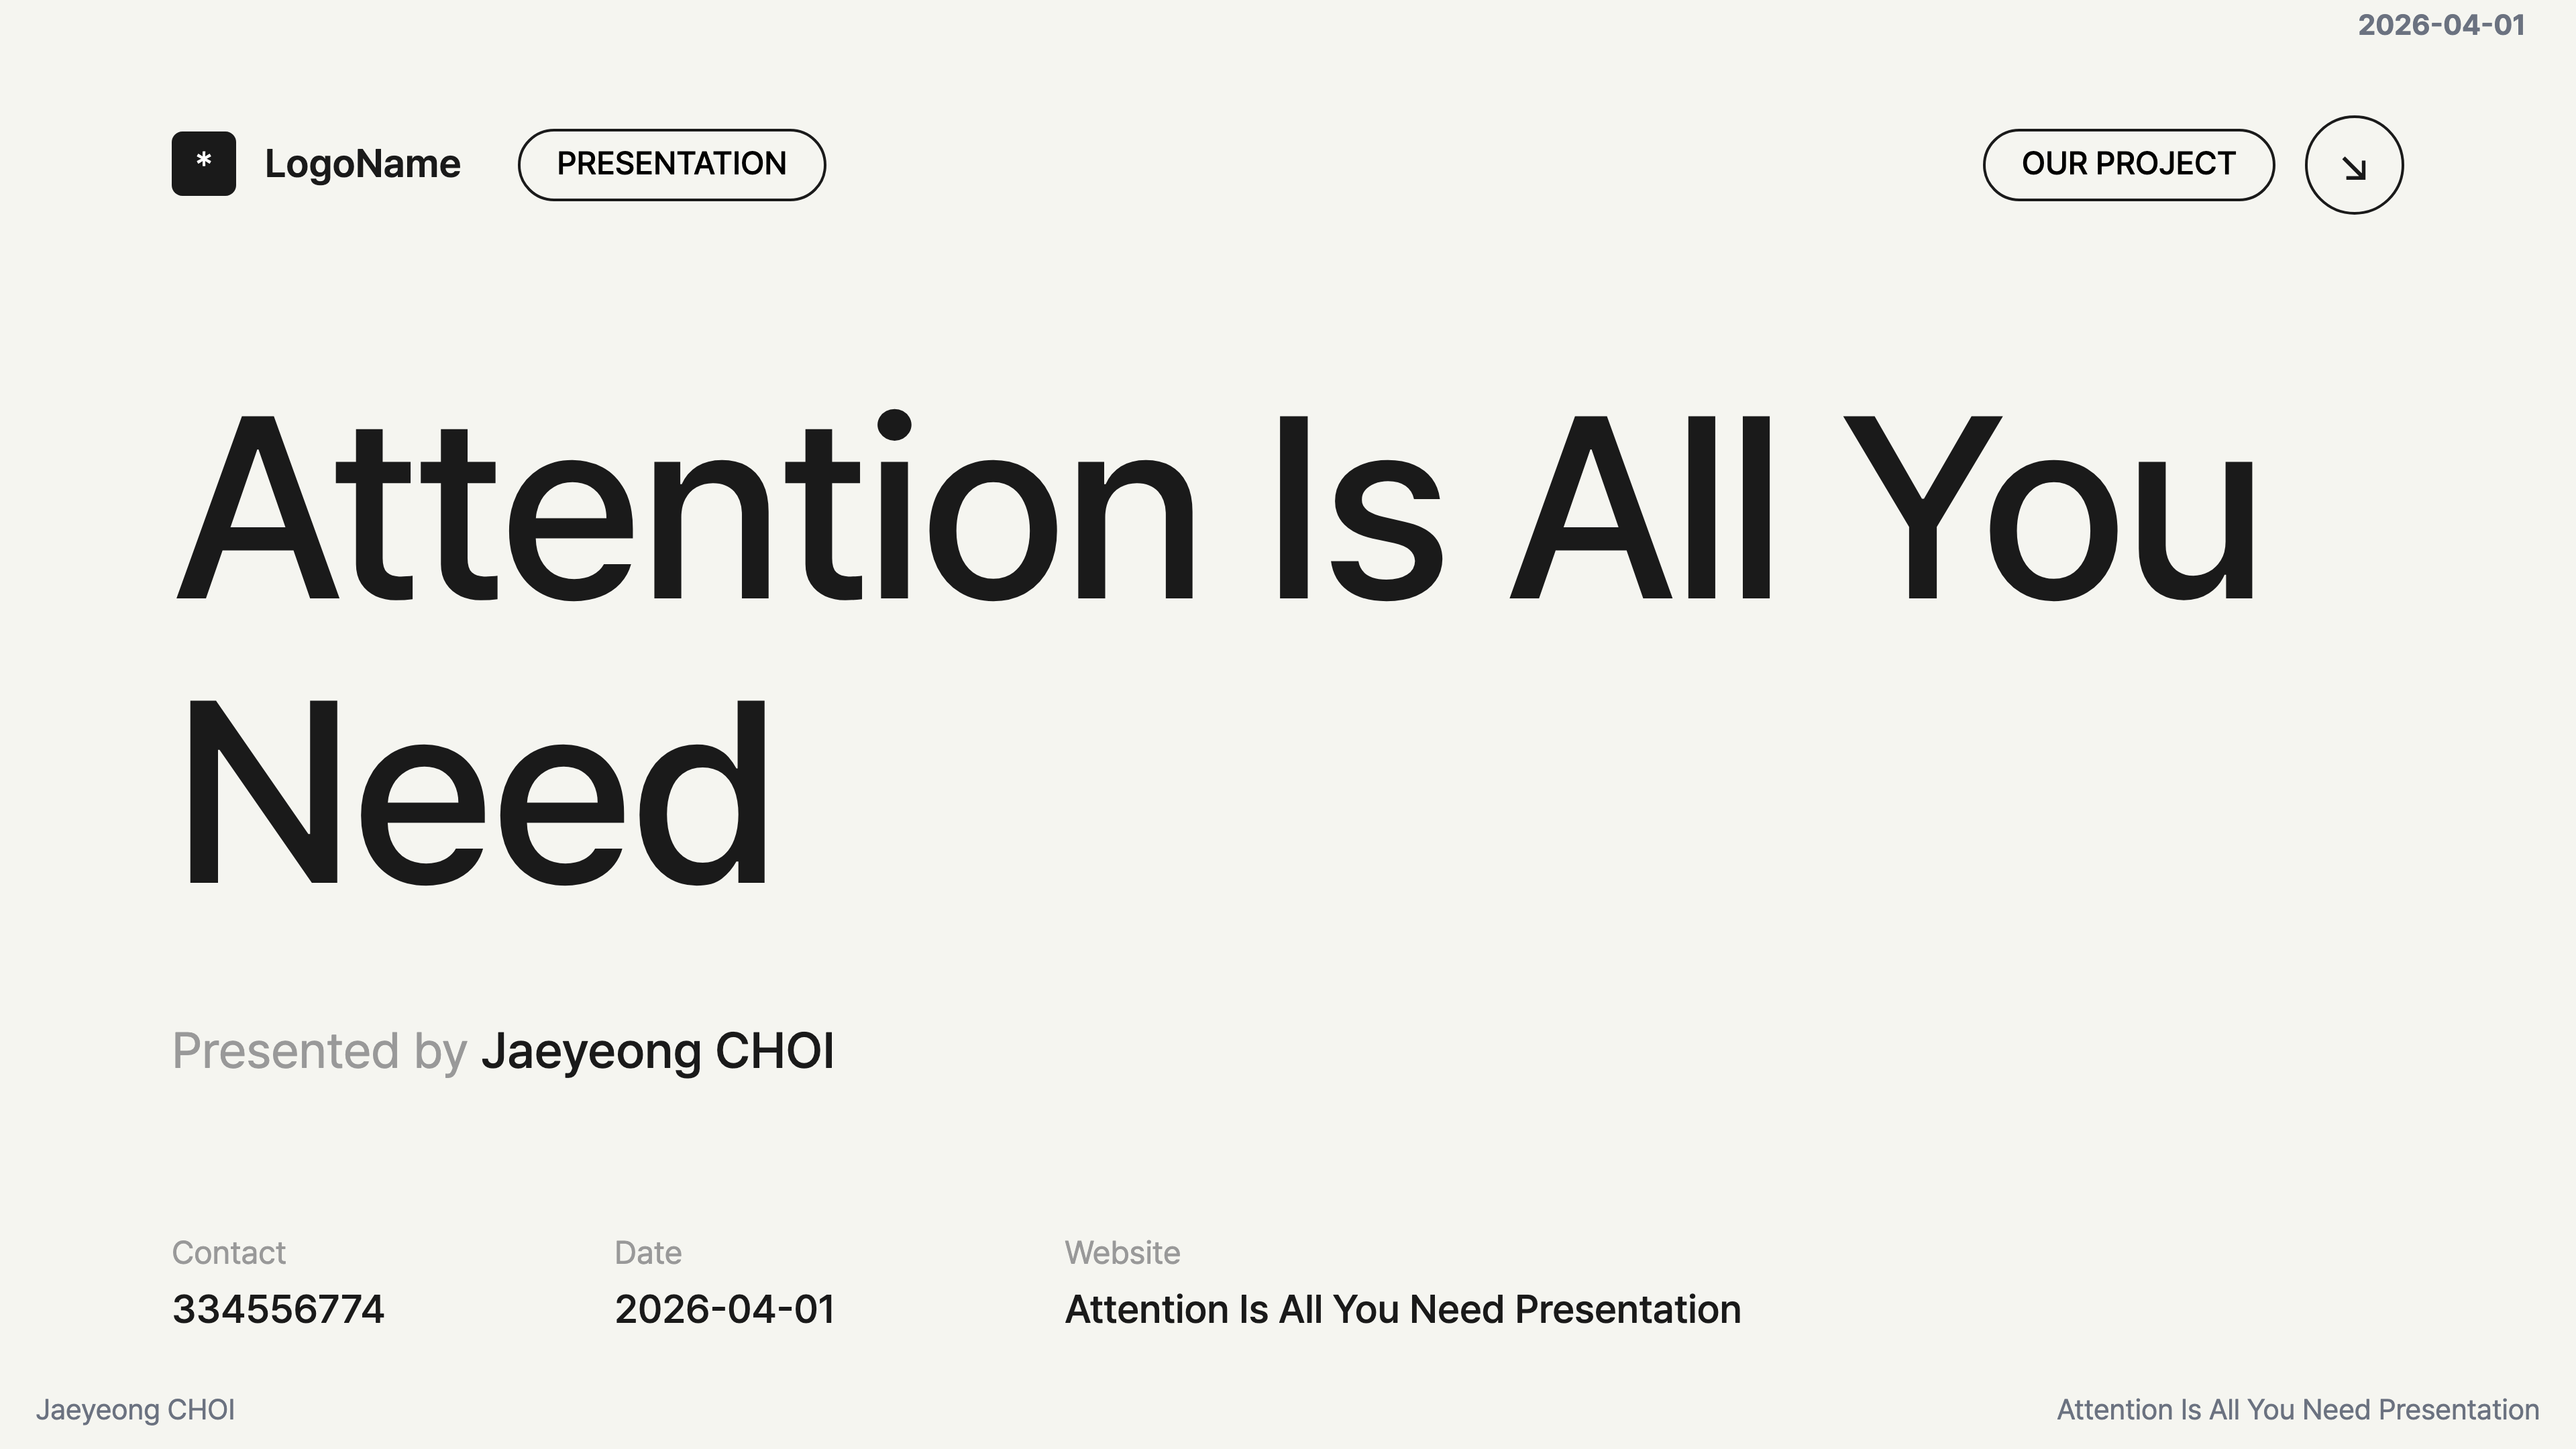 2026-04-01
* LogoName PRESENTATION OUR PROJECT ↘
Attention Is All You
Need
Presented by Jaeyeong CHOI
Contact Date Website
334556774 2026-04-01 Attention Is All You Need Presentation
Jaeyeong CHOI Attention Is All You Need Presentation